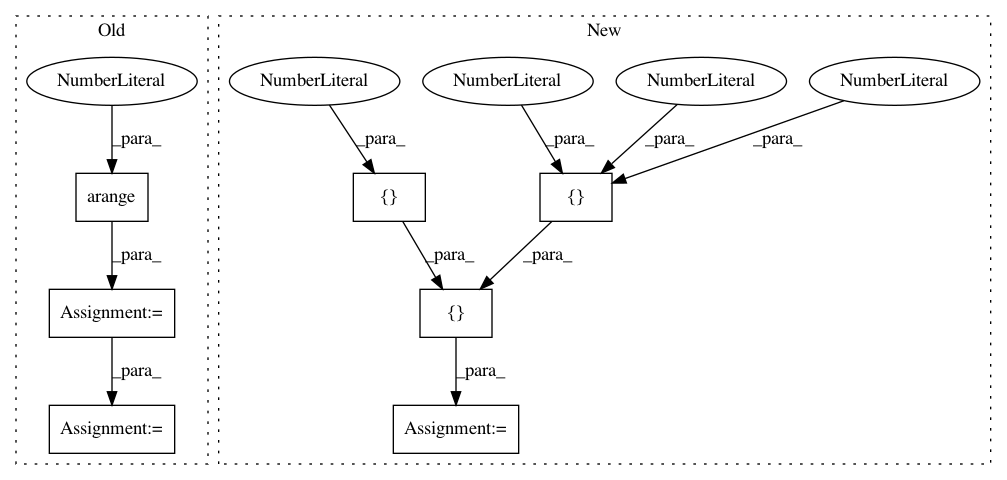 Old
New
NumberLiteral
NumberLiteral
NumberLiteral
NumberLiteral
NumberLiteral
_para_
_para_
_para_
_para_
_para_
arange
{}
{}
_para_
_para_
_para_
Assignment:=
{}
_para_
_para_
Assignment:=
Assignment:=